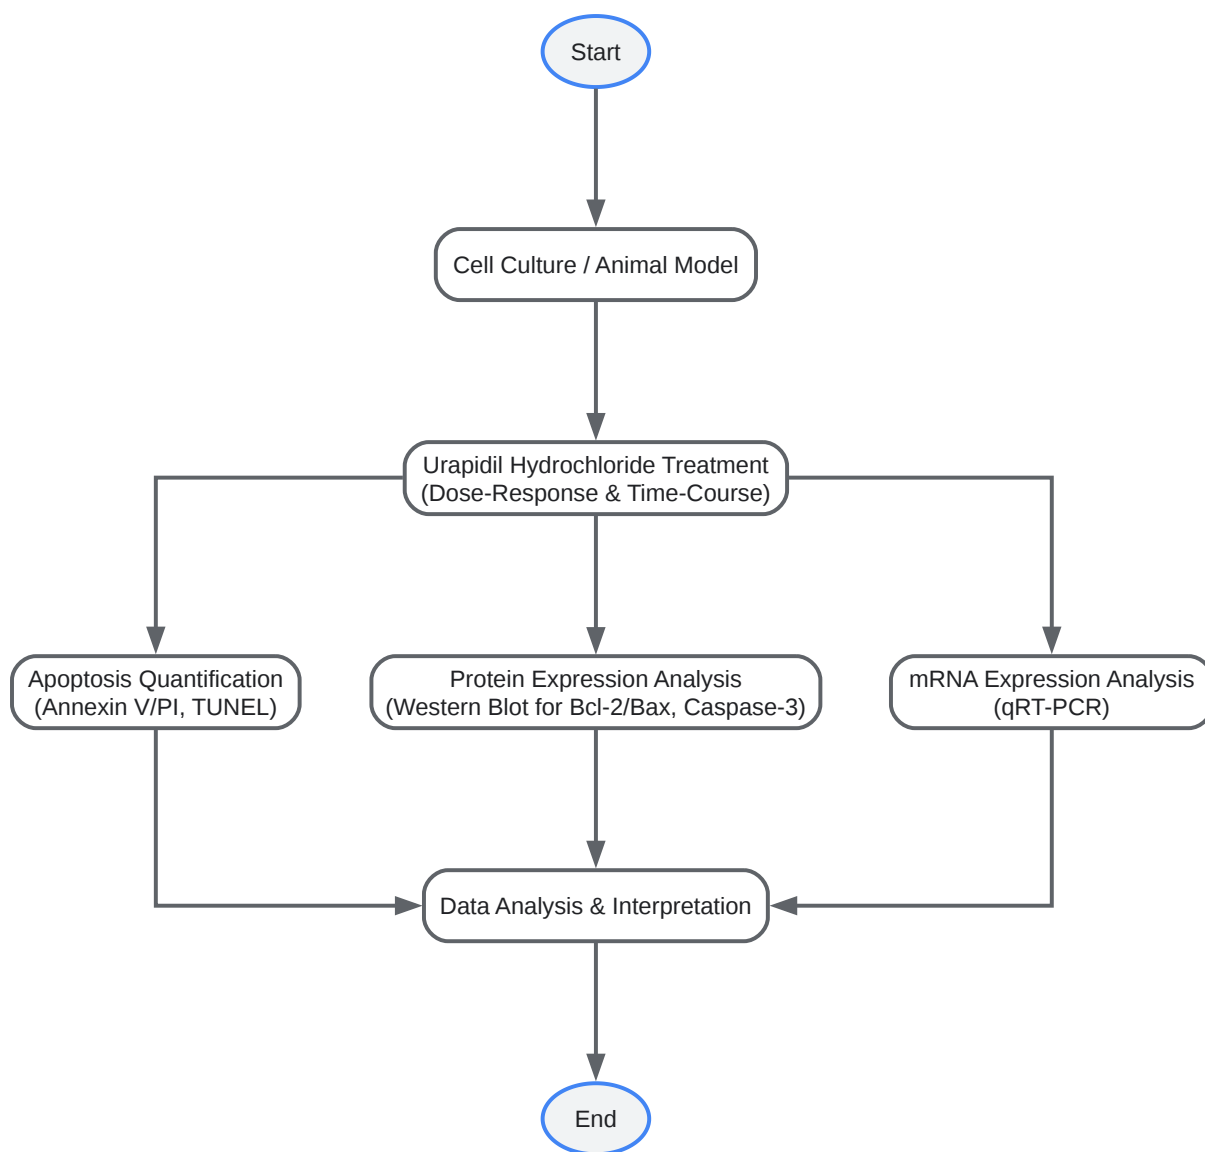 Start
Cell Culture / Animal Model
Urapidil Hydrochloride Treatment
(Dose-Response & Time-Course)
Apoptosis Quantification
(Annexin V/PI, TUNEL)
Protein Expression Analysis
(Western Blot for Bcl-2/Bax, Caspase-3)
mRNA Expression Analysis
(qRT-PCR)
Data Analysis & Interpretation
End